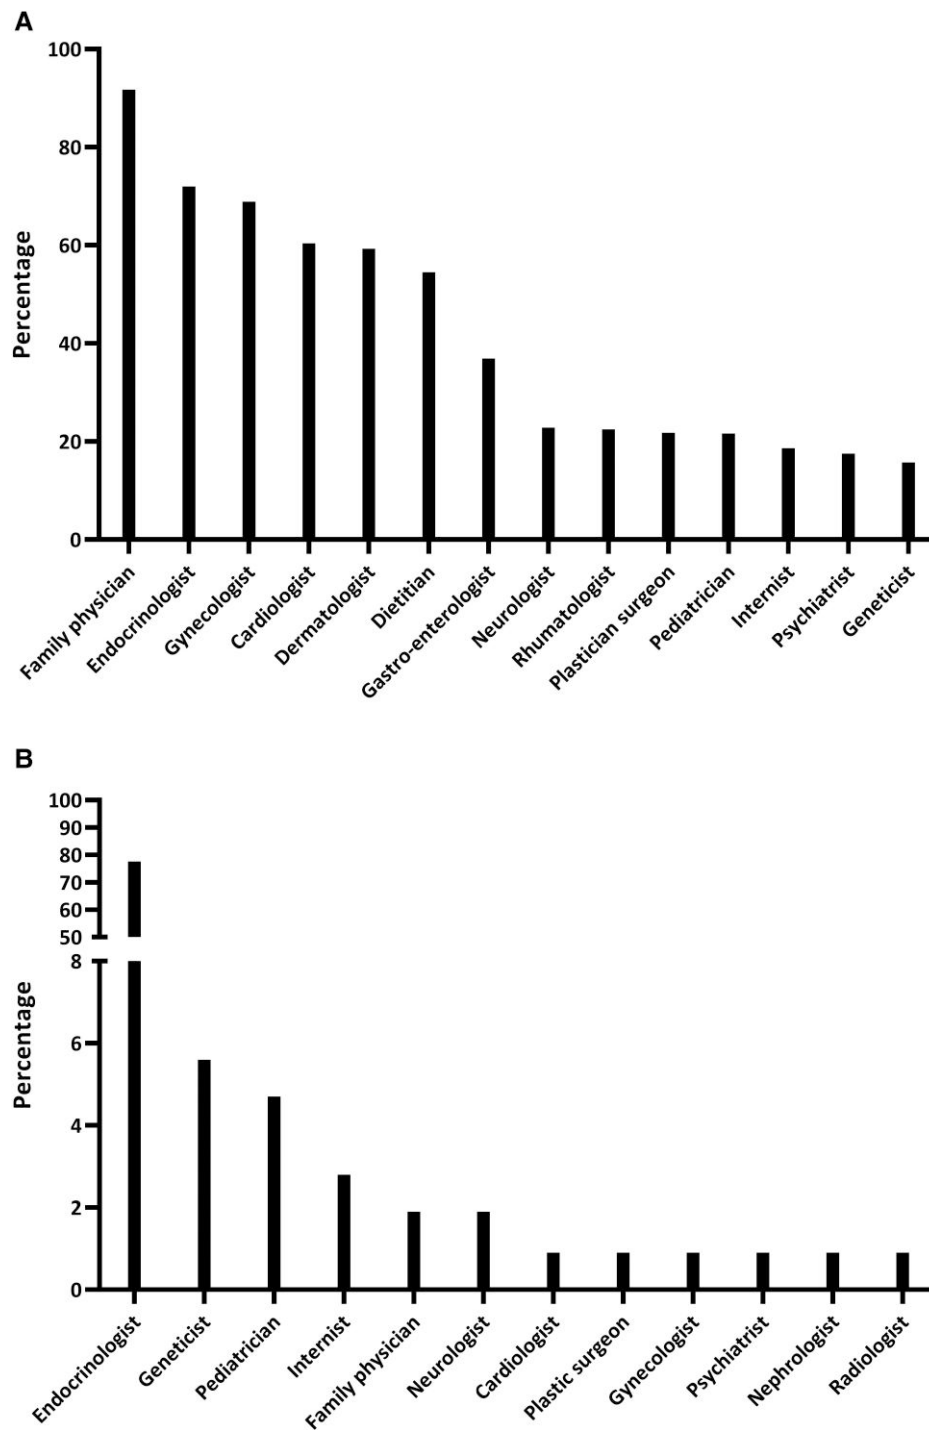 A
100
80
60
40
20
0
Percentage
Family physician
Endocrinologist
Gynecologist
Cardiologist
Dermatologist
Dietitian
Gastro-enterologist
Neurologist
Rhumatologist
Plastician surgeon
Pediatrician
Internist
Psychiatrist
Geneticist
B
100
90
80
70
60
50
8
6
4
2
0
Percentage
Endocrinologist
Geneticist
Pediatrician
Internist
Family physician
Neurologist
Cardiologist
Plastic surgeon
Gynecologist
Psychiatrist
Nephrologist
Radiologist